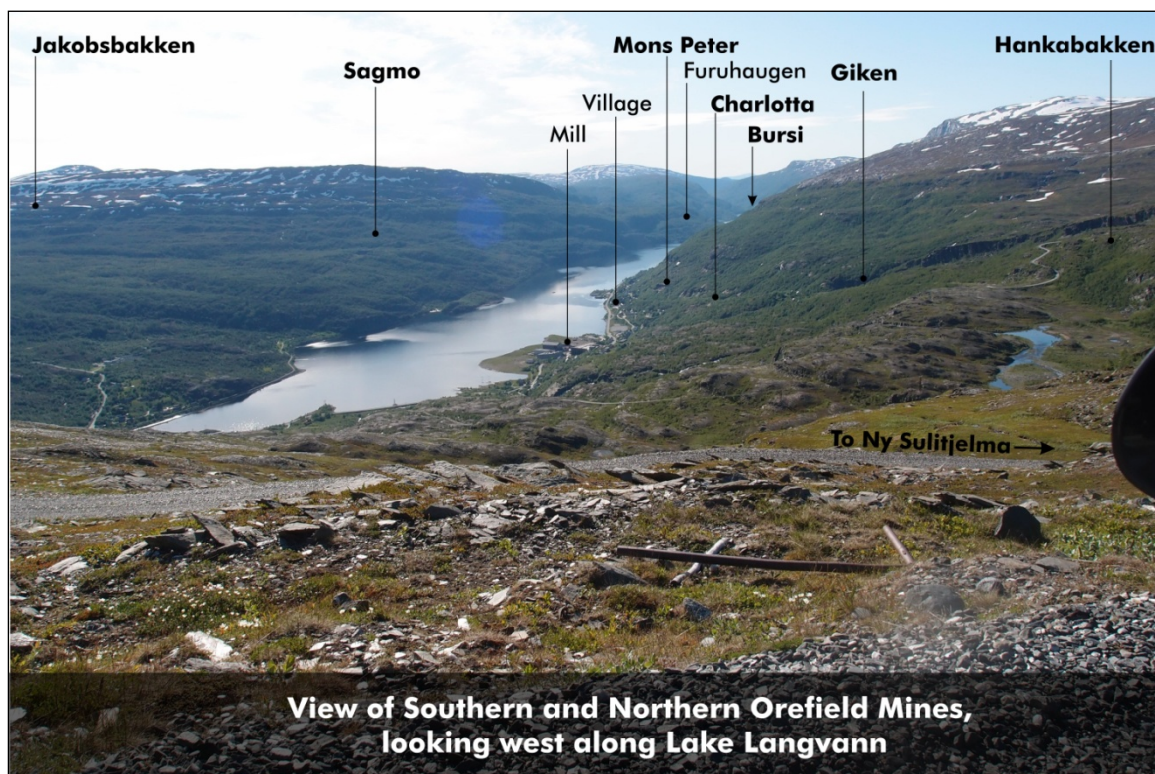 Jakobsbakken
Sagmo
Mons Peter
Furuhaugen
Village
Charlotta
Mill
Bursi
Giken
Hankabakken
To Ny Sulitjelma
View of Southern and Northern Orefield Mines,
looking west along Lake Langvann